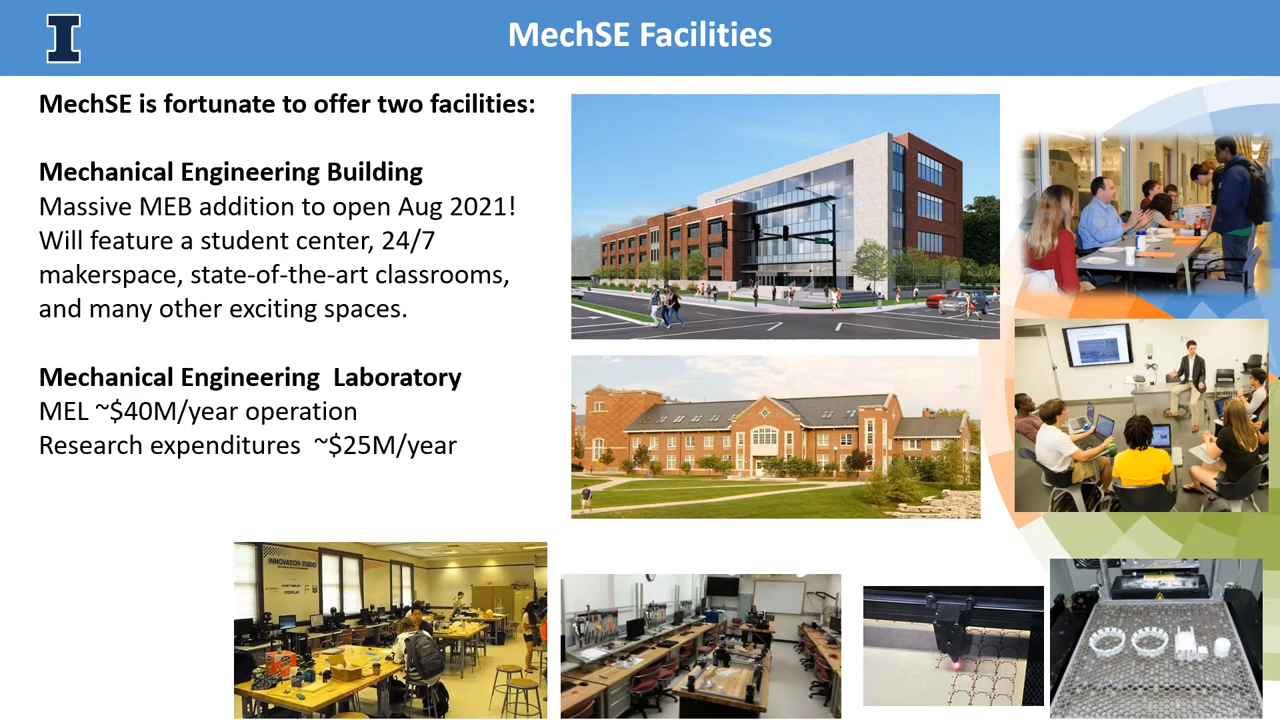 MechSE Facilities
MechSE is fortunate to offer two facilities:
Mechanical Engineering Building
Massive MEB addition to open Aug 2021!
Will feature a student center, 24/7
makerspace, state-of-the-art classrooms,
and many other exciting spaces.
Mechanical Engineering  Laboratory
MEL ~$40M/year operation
Research expenditures  ~$25M/year
INNOVATION STUDIO